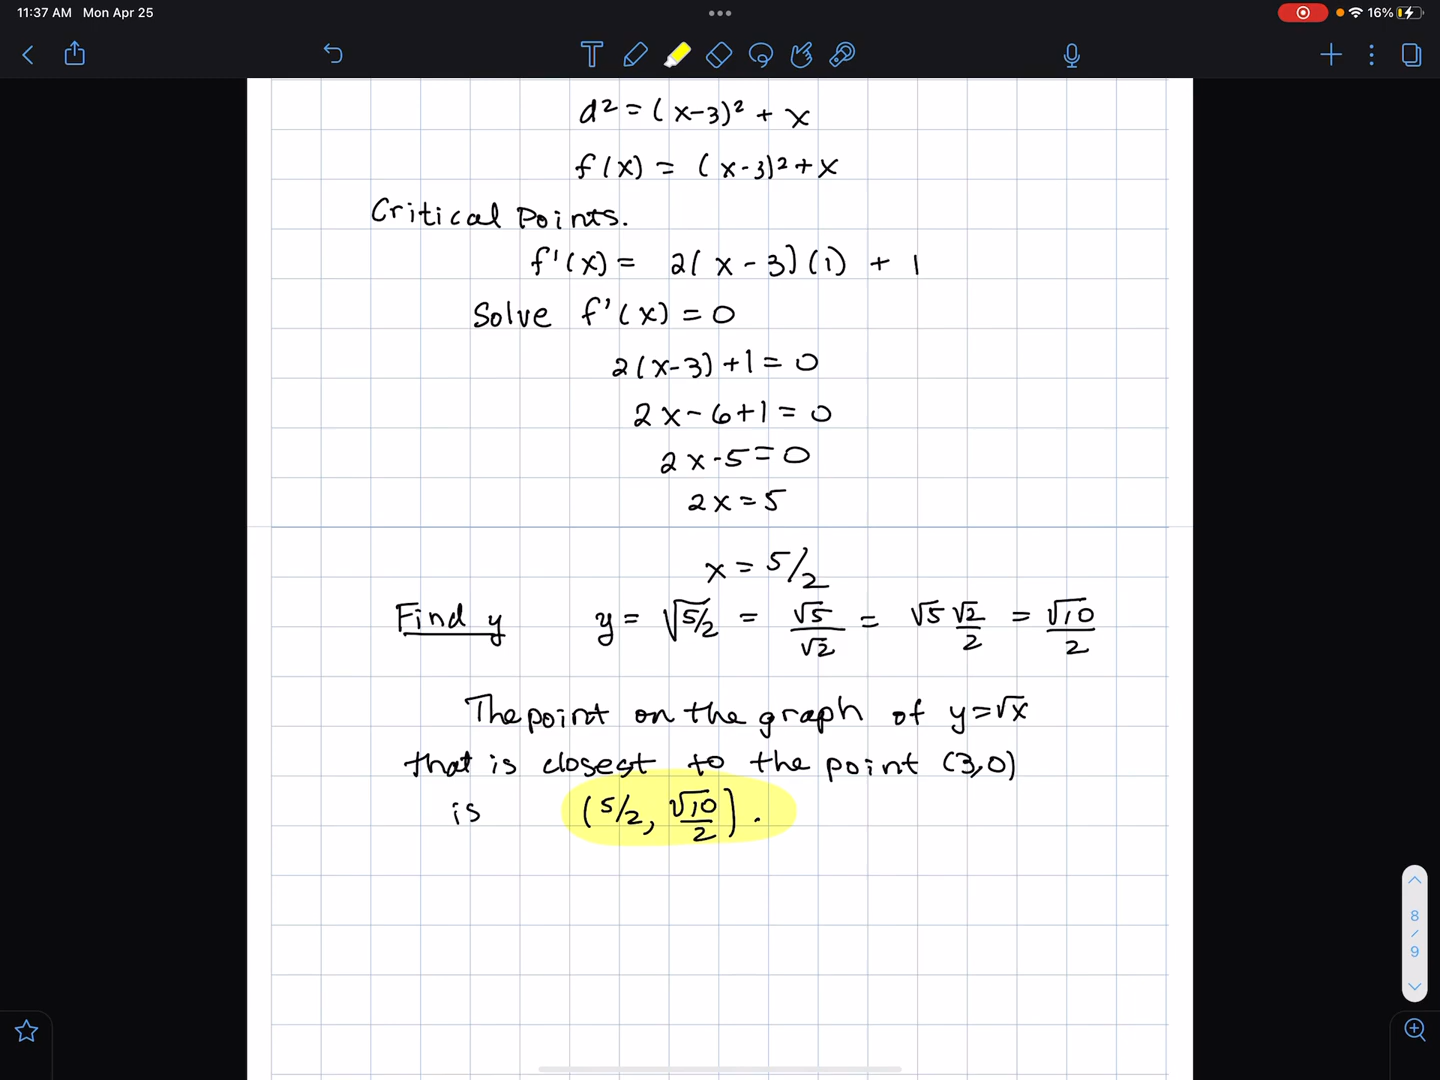 11:37 AM Mon Apr 25
16%
T
d² = (x-3)² + x
f(x) = (x-3)² + x
Critical Points.
f'(x) = 2(x-3)(1) + 1
Solve f'(x) = 0
2(x-3) + 1 = 0
2x - 6 + 1 = 0
2x - 5 = 0
2x = 5
x = 5/2
Find y y = √5/2 = √5/√2 = √5 √2/2 = √10/2
The point on the graph of y = √x
that is closest to the point (3,0)
is (5/2, √10/2).
8
/
9